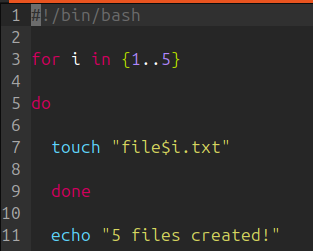 1 #!/bin/bash
2
3 for i in {1..5}
4
5 do
6
7   touch "file$i.txt"
8
9   done
10
11   echo "5 files created!"